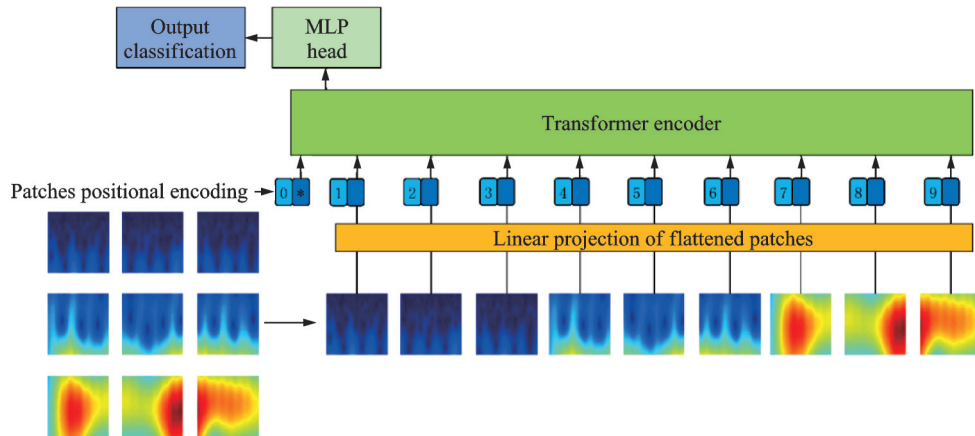 Output
classification
MLP
head
Transformer encoder
Patches positional encoding
0 * 1 2 3 4 5 6 7 8 9
Linear projection of flattened patches